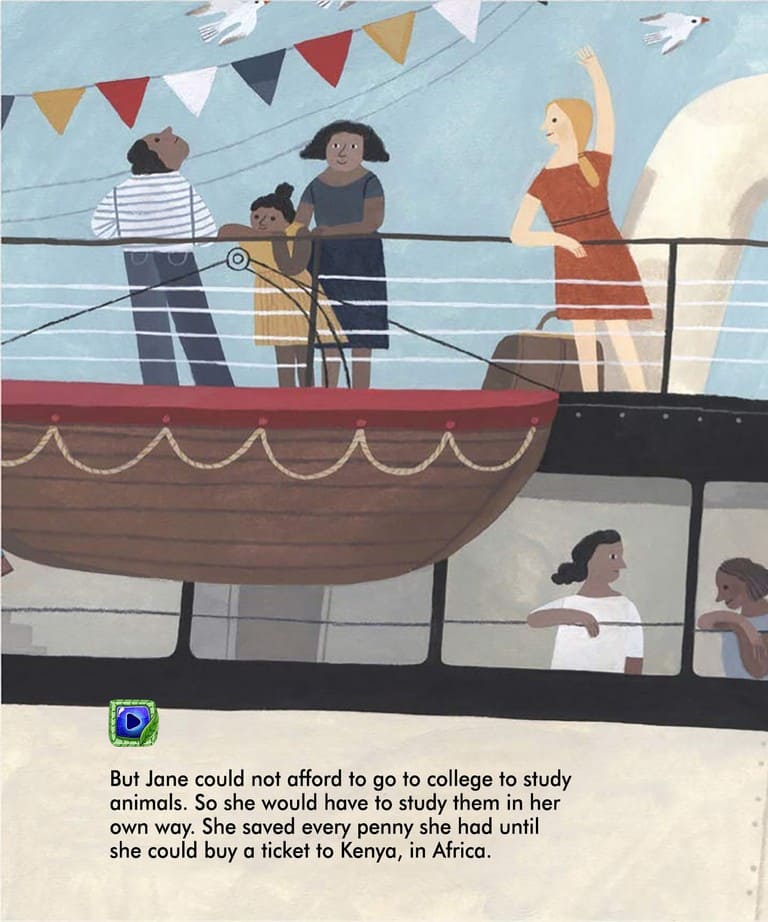 But Jane could not afford to go to college to study
animals. So she would have to study them in her
own way. She saved every penny she had until
she could buy a ticket to Kenya, in Africa.